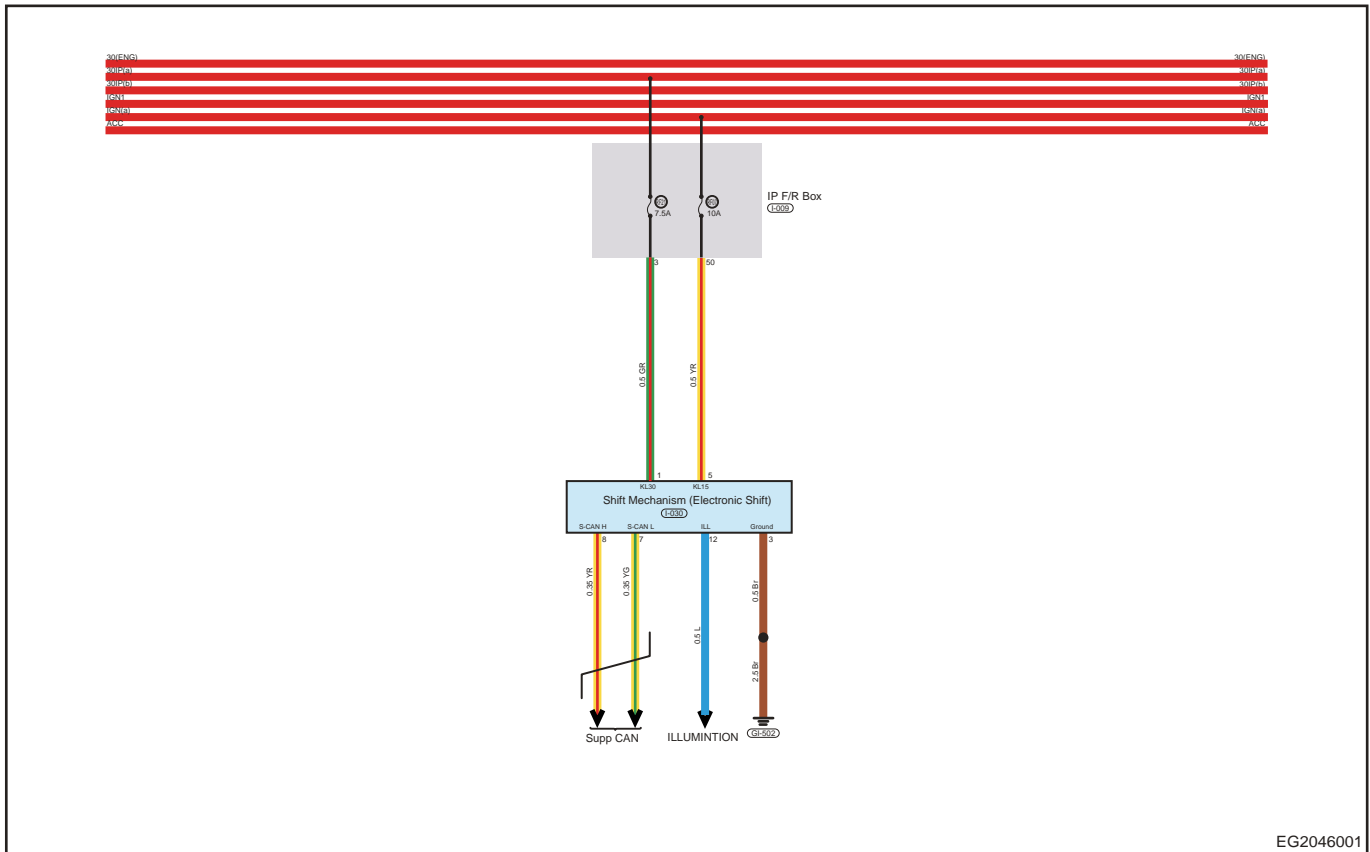 30(ENG) 30(ENG)
30IP(a) 30IP(a)
30IP(b) 30IP(b)
IGN1 IGN1
IGN(a) IGN(a)
ACC ACC
7.5A
10A
IP F/R Box
I-009
3
50
0.5 GR
0.5 YR
1
5
KL30
KL15
Shift Mechanism (Electronic Shift)
I-030
S-CAN H
S-CAN L
ILL
Ground
8
7
12
3
0.35 YR
0.35 YG
0.5 L
0.5 Br
2.5 Br
Supp CAN
ILLUMINTION
GI-502
EG2046001